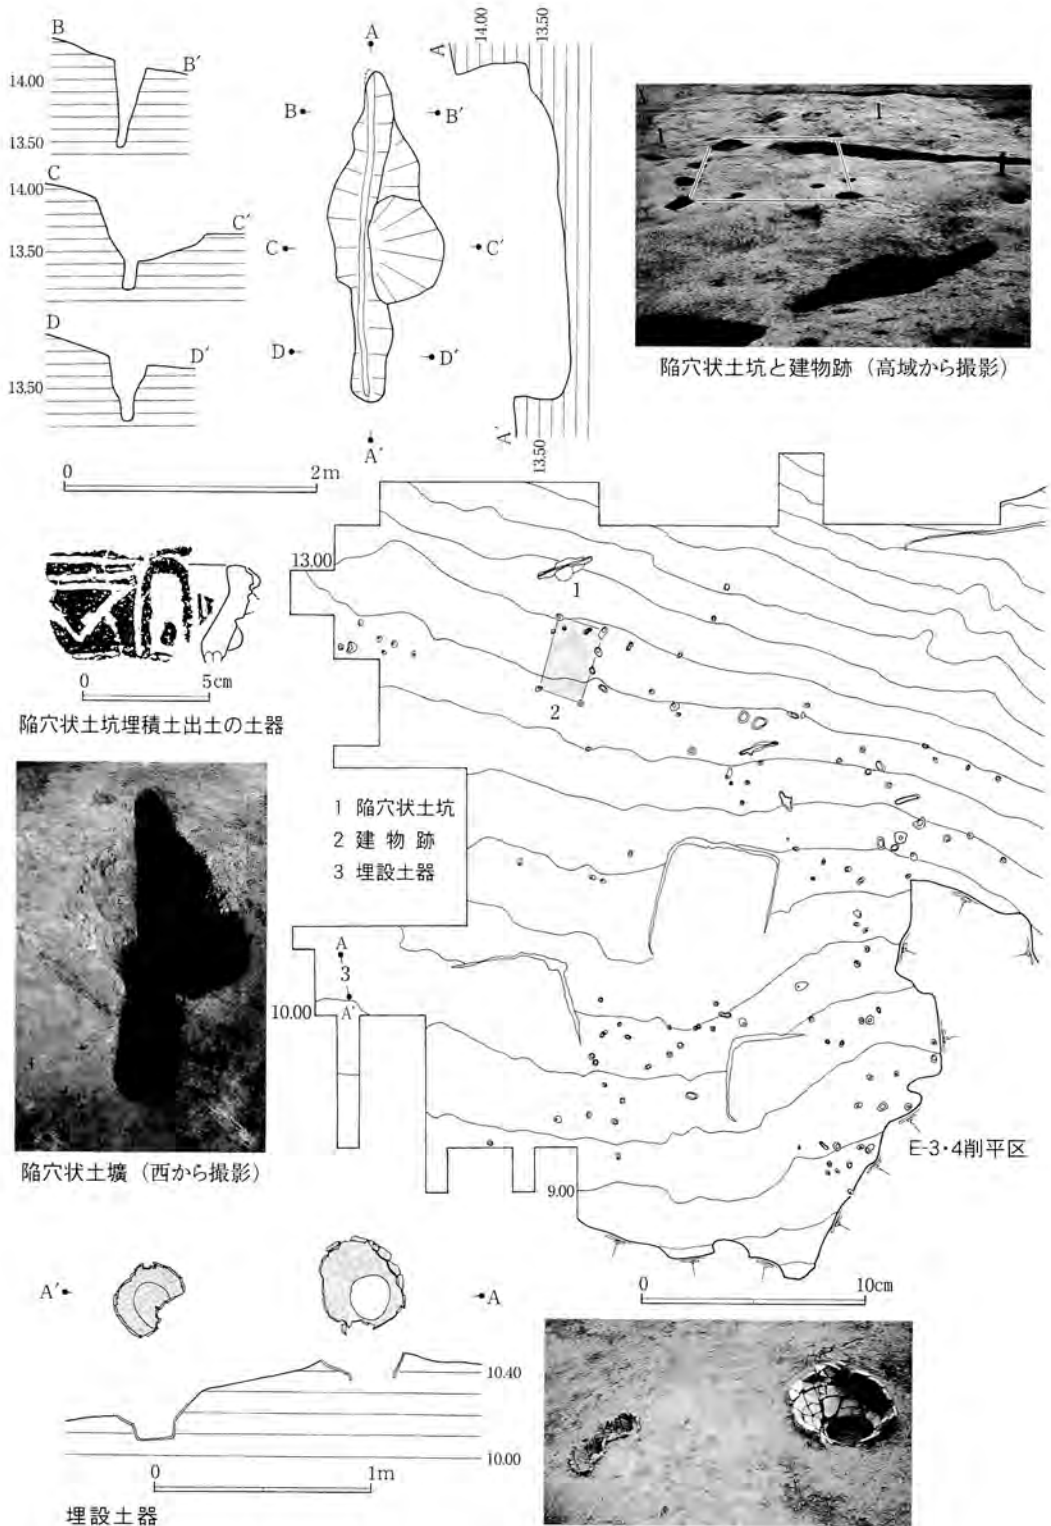 B
B′
14.00
13.50
C
14.00
C′
13.50
D
D′
13.50
A
B
B′
C
C′
D
D′
A′
A
14.00
13.50
A′
13.50
0 2m
陥穴状土坑と建物跡（高域から撮影）
0 5cm
陥穴状土坑埋積土出土の土器
陥穴状土壙（西から撮影）
13.00
1
2
1 陥穴状土坑
2 建物跡
3 埋設土器
A
3
A′
10.00
9.00
E-3・4削平区
0 10cm
A′
A
10.40
10.00
0 1m
埋設土器